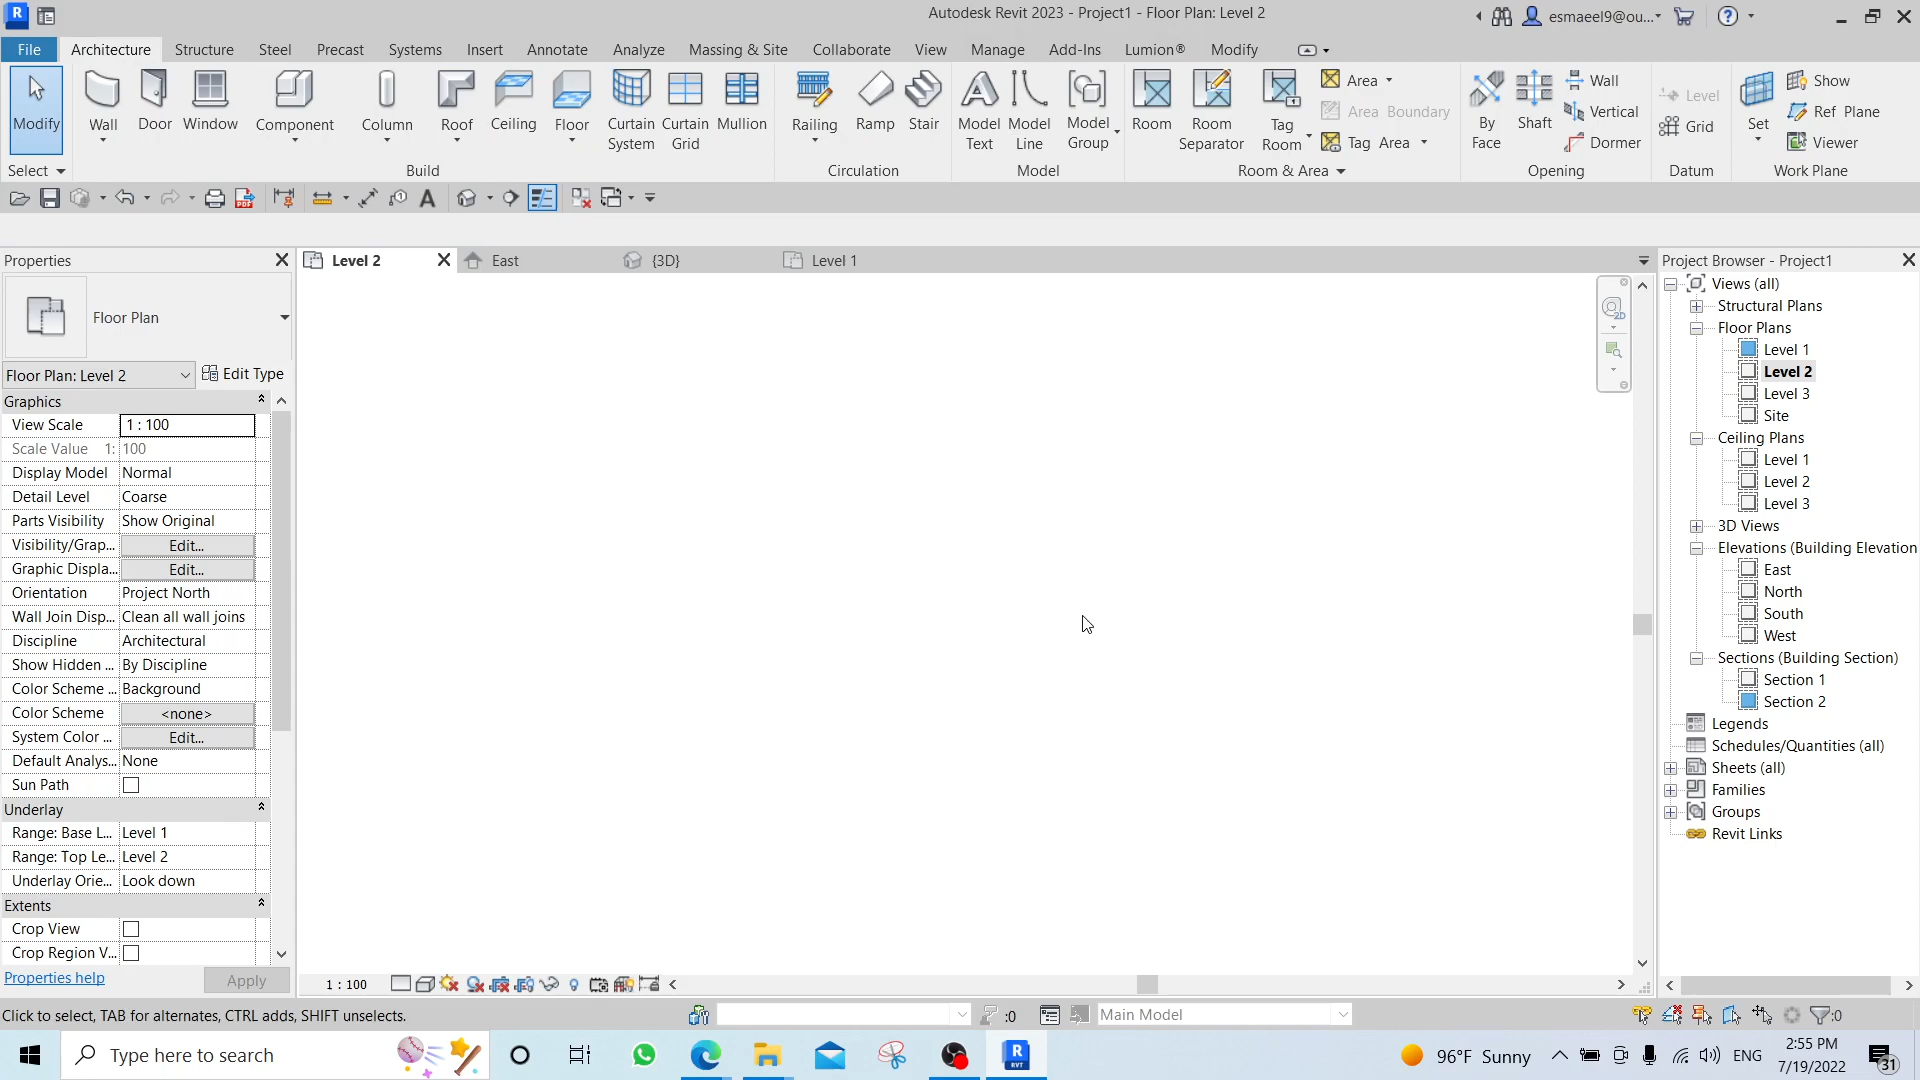 Autodesk Revit 2023 - Project1 - Floor Plan: Level 2
esmaeel9@ou...
File Architecture Structure Steel Precast Systems Insert Annotate Analyze Massing & Site Collaborate View Manage Add-Ins Lumion® Modify
Modify Wall Door Window Component Column Roof Ceiling Floor Curtain System Curtain Grid Mullion Railing Ramp Stair Model Text Model Line Model Group Room Room Separator Tag Room
Area
Area Boundary
Tag Area
By Face Shaft
Wall
Vertical
Dormer
Level
Grid
Set
Show
Ref Plane
Viewer
Select Build Circulation Model Room & Area Opening Datum Work Plane
Properties
Floor Plan
Floor Plan: Level 2 Edit Type
Graphics
View Scale 1 : 100
Scale Value 1: 100
Display Model Normal
Detail Level Coarse
Parts Visibility Show Original
Visibility/Grap... Edit...
Graphic Displa... Edit...
Orientation Project North
Wall Join Disp... Clean all wall joins
Discipline Architectural
Show Hidden ... By Discipline
Color Scheme ... Background
Color Scheme <none>
System Color ... Edit...
Default Analys... None
Sun Path
Underlay
Range: Base L... Level 1
Range: Top Le... Level 2
Underlay Orie... Look down
Extents
Crop View
Crop Region V...
Properties help Apply
Level 2 East {3D} Level 1
2D
1 : 100
Project Browser - Project1
Views (all)
Structural Plans
Floor Plans
Level 1
Level 2
Level 3
Site
Ceiling Plans
Level 1
Level 2
Level 3
3D Views
Elevations (Building Elevation
East
North
South
West
Sections (Building Section)
Section 1
Section 2
Legends
Schedules/Quantities (all)
Sheets (all)
Families
Groups
Revit Links
Click to select, TAB for alternates, CTRL adds, SHIFT unselects.
:0
Main Model
:0
Type here to search
96°F Sunny
ENG
2:55 PM
7/19/2022
31